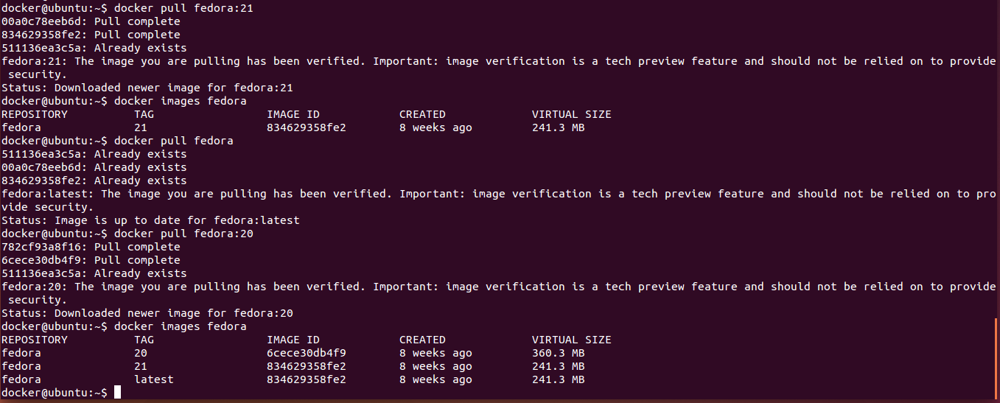 docker@ubuntu:~$ docker pull fedora:21
00a0c78eeb6d: Pull complete
834629358fe2: Pull complete
511136ea3c5a: Already exists
fedora:21: The image you are pulling has been verified. Important: image verification is a tech preview feature and should not be relied on to provide
 security.
Status: Downloaded newer image for fedora:21
docker@ubuntu:~$ docker images fedora
REPOSITORY          TAG                 IMAGE ID            CREATED             VIRTUAL SIZE
fedora              21                  834629358fe2        8 weeks ago         241.3 MB
docker@ubuntu:~$ docker pull fedora
511136ea3c5a: Already exists
00a0c78eeb6d: Already exists
834629358fe2: Already exists
fedora:latest: The image you are pulling has been verified. Important: image verification is a tech preview feature and should not be relied on to pro
vide security.
Status: Image is up to date for fedora:latest
docker@ubuntu:~$ docker pull fedora:20
782cf93a8f16: Pull complete
6cece30db4f9: Pull complete
511136ea3c5a: Already exists
fedora:20: The image you are pulling has been verified. Important: image verification is a tech preview feature and should not be relied on to provide
 security.
Status: Downloaded newer image for fedora:20
docker@ubuntu:~$ docker images fedora
REPOSITORY          TAG                 IMAGE ID            CREATED             VIRTUAL SIZE
fedora              20                  6cece30db4f9        8 weeks ago         360.3 MB
fedora              21                  834629358fe2        8 weeks ago         241.3 MB
fedora              latest              834629358fe2        8 weeks ago         241.3 MB
docker@ubuntu:~$